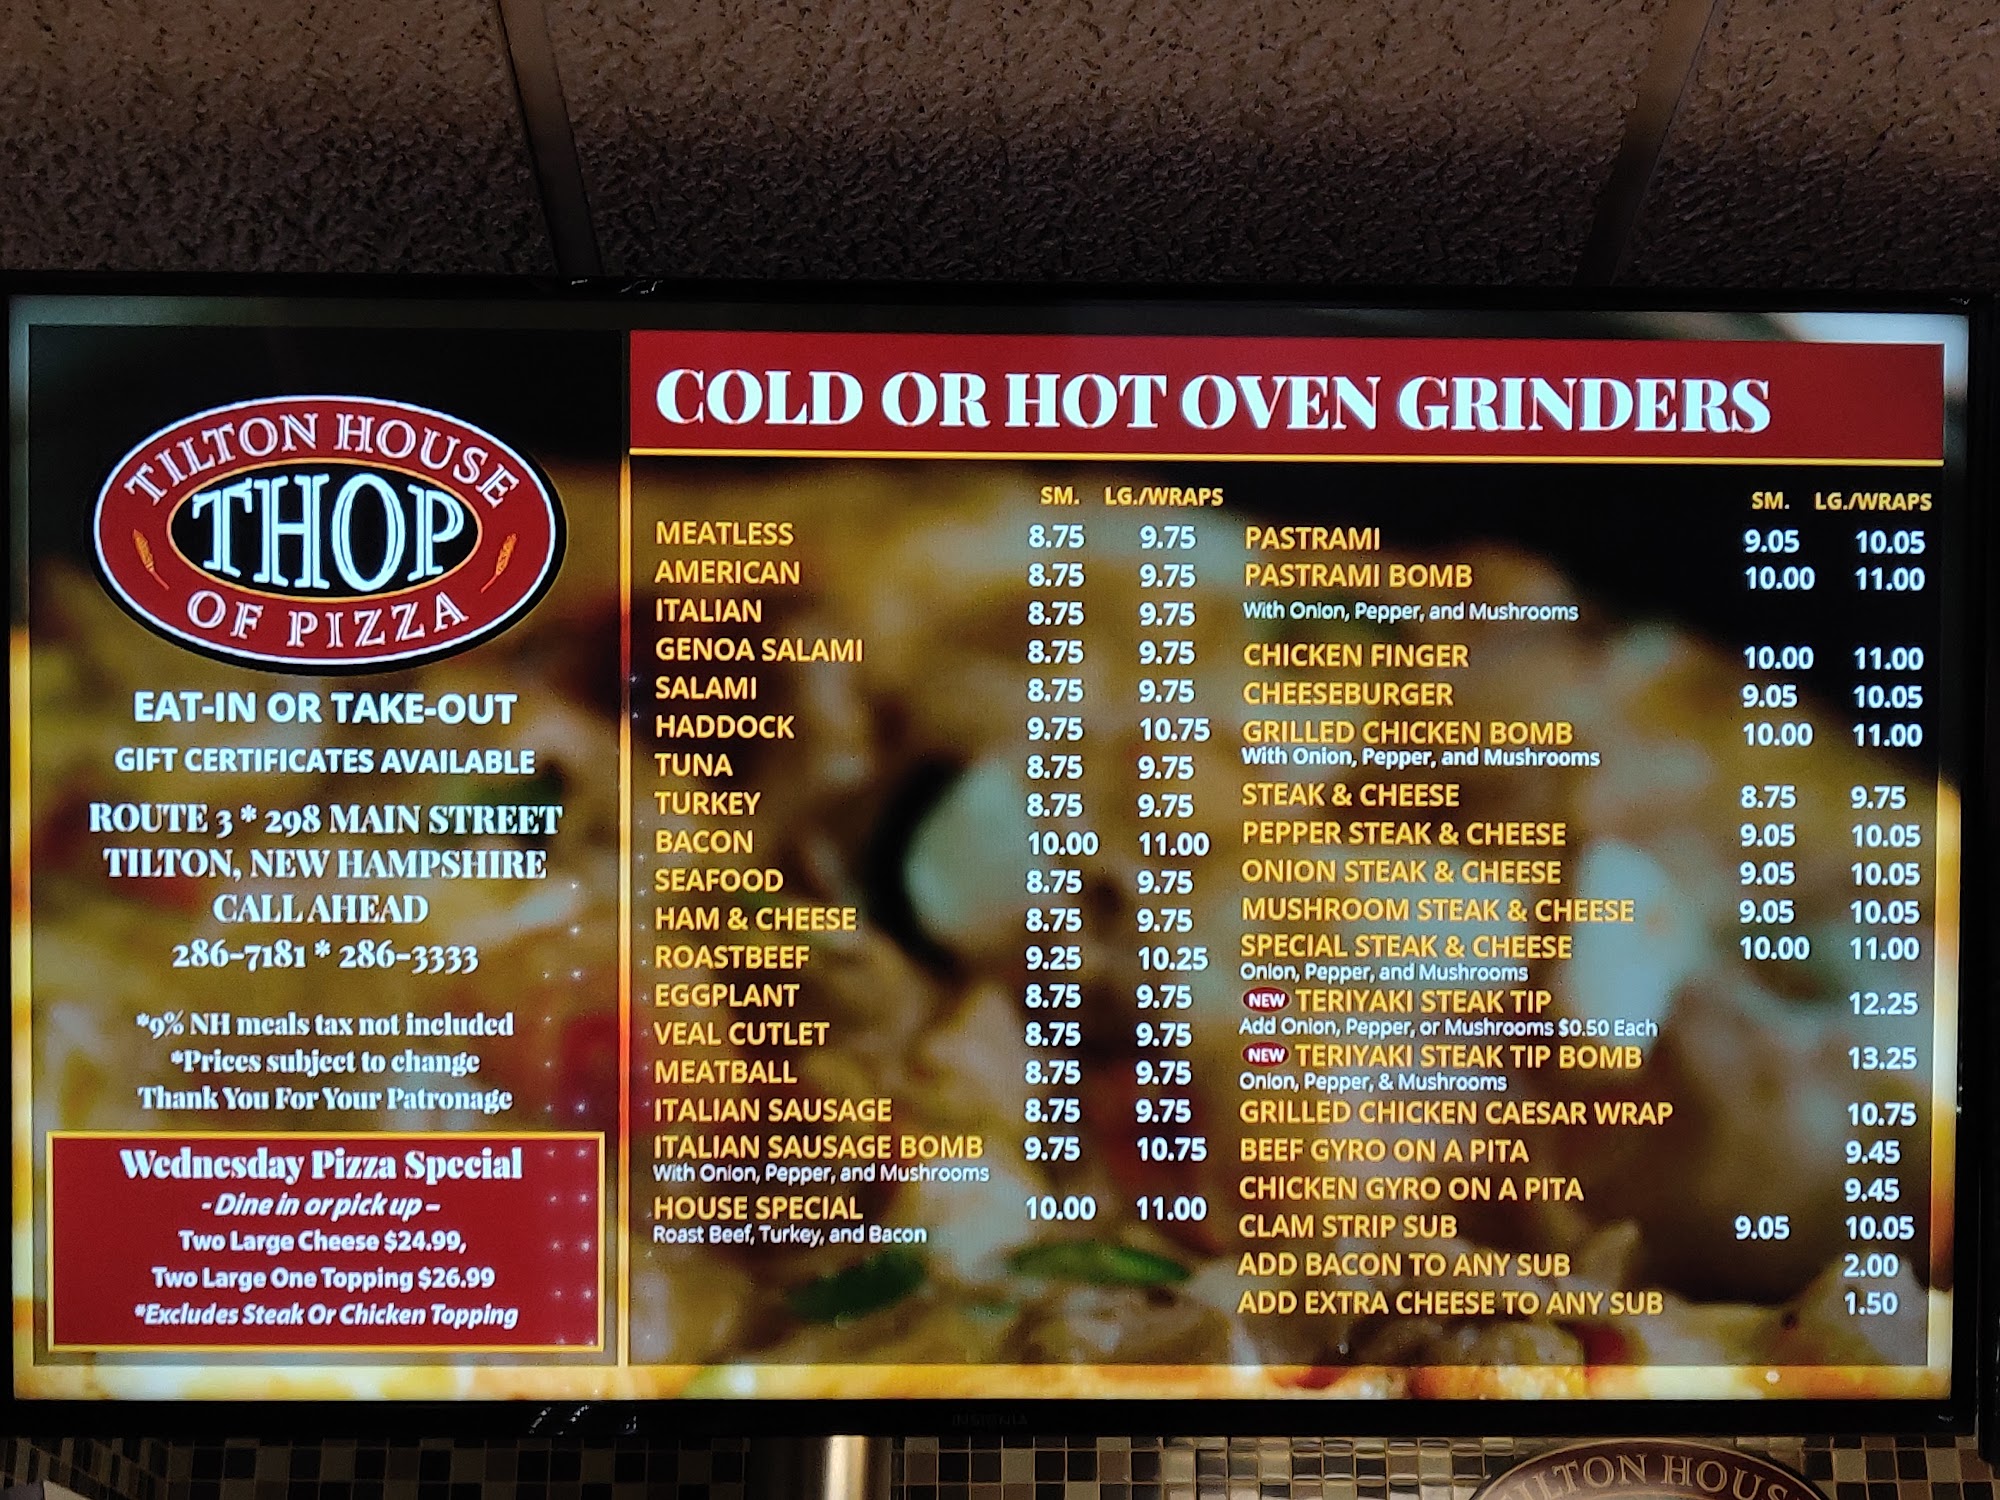 TILTON HOUSE
THOP
OF PIZZA
EAT-IN OR TAKE-OUT
GIFT CERTIFICATES AVAILABLE
ROUTE 3 * 298 MAIN STREET
TILTON, NEW HAMPSHIRE
CALL AHEAD
286-7181 * 286-3333
*9% NH meals tax not included
*Prices subject to change
Thank You For Your Patronage
Wednesday Pizza Special
- Dine in or pick up –
Two Large Cheese $24.99,
Two Large One Topping $26.99
*Excludes Steak Or Chicken Topping
COLD OR HOT OVEN GRINDERS
SM. LG./WRAPS
MEATLESS 8.75 9.75
AMERICAN 8.75 9.75
ITALIAN 8.75 9.75
GENOA SALAMI 8.75 9.75
SALAMI 8.75 9.75
HADDOCK 9.75 10.75
TUNA 8.75 9.75
TURKEY 8.75 9.75
BACON 10.00 11.00
SEAFOOD 8.75 9.75
HAM & CHEESE 8.75 9.75
ROASTBEEF 9.25 10.25
EGGPLANT 8.75 9.75
VEAL CUTLET 8.75 9.75
MEATBALL 8.75 9.75
ITALIAN SAUSAGE 8.75 9.75
ITALIAN SAUSAGE BOMB 9.75 10.75
With Onion, Pepper, and Mushrooms
HOUSE SPECIAL 10.00 11.00
Roast Beef, Turkey, and Bacon
SM. LG./WRAPS
PASTRAMI 9.05 10.05
PASTRAMI BOMB 10.00 11.00
With Onion, Pepper, and Mushrooms
CHICKEN FINGER 10.00 11.00
CHEESEBURGER 9.05 10.05
GRILLED CHICKEN BOMB 10.00 11.00
With Onion, Pepper, and Mushrooms
STEAK & CHEESE 8.75 9.75
PEPPER STEAK & CHEESE 9.05 10.05
ONION STEAK & CHEESE 9.05 10.05
MUSHROOM STEAK & CHEESE 9.05 10.05
SPECIAL STEAK & CHEESE 10.00 11.00
Onion, Pepper, and Mushrooms
NEW TERIYAKI STEAK TIP 12.25
Add Onion, Pepper, or Mushrooms $0.50 Each
NEW TERIYAKI STEAK TIP BOMB 13.25
Onion, Pepper, & Mushrooms
GRILLED CHICKEN CAESAR WRAP 10.75
BEEF GYRO ON A PITA 9.45
CHICKEN GYRO ON A PITA 9.45
CLAM STRIP SUB 9.05 10.05
ADD BACON TO ANY SUB 2.00
ADD EXTRA CHEESE TO ANY SUB 1.50
INSIGNIA
ILTON HOUS